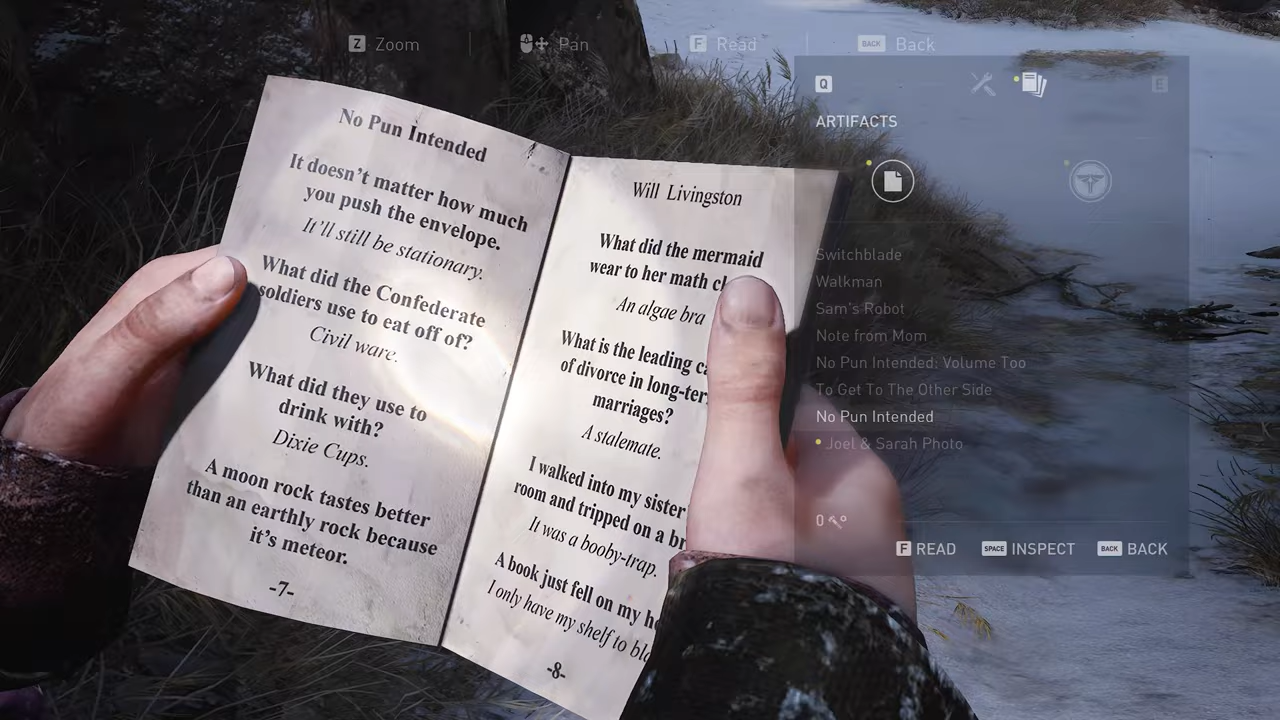 Z Zoom
Pan
F Read
BACK Back
No Pun Intended
It doesn't matter how much
you push the envelope.
It'll still be stationary.
What did the Confederate
soldiers use to eat off of?
Civil ware.
What did they use to
drink with?
Dixie Cups.
A moon rock tastes better
than an earthly rock because
it's meteor.
-7-
Will Livingston
What did the mermaid
wear to her math
An algae bra
What is the leading
of divorce in
marriages?
A stalemate.
I walked into my sister
room and tripped on a
It was a booby-trap.
A book just fell on my
I only have my shelf to
-8-
Q
E
ARTIFACTS
Switchblade
Walkman
Sam's Robot
Note from Mom
No Pun Intended: Volume Too
To Get To The Other Side
No Pun Intended
Joel & Sarah Photo
0
F READ SPACE INSPECT BACK BACK